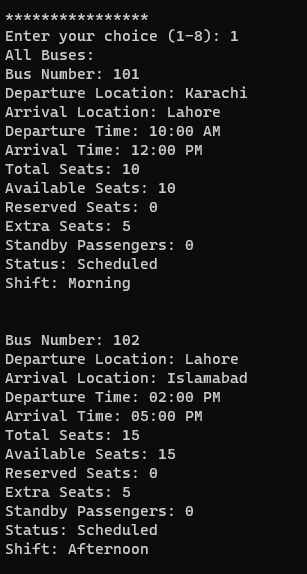 ****************
Enter your choice (1-8): 1
All Buses:
Bus Number: 101
Departure Location: Karachi
Arrival Location: Lahore
Departure Time: 10:00 AM
Arrival Time: 12:00 PM
Total Seats: 10
Available Seats: 10
Reserved Seats: 0
Extra Seats: 5
Standby Passengers: 0
Status: Scheduled
Shift: Morning
Bus Number: 102
Departure Location: Lahore
Arrival Location: Islamabad
Departure Time: 02:00 PM
Arrival Time: 05:00 PM
Total Seats: 15
Available Seats: 15
Reserved Seats: 0
Extra Seats: 5
Standby Passengers: 0
Status: Scheduled
Shift: Afternoon